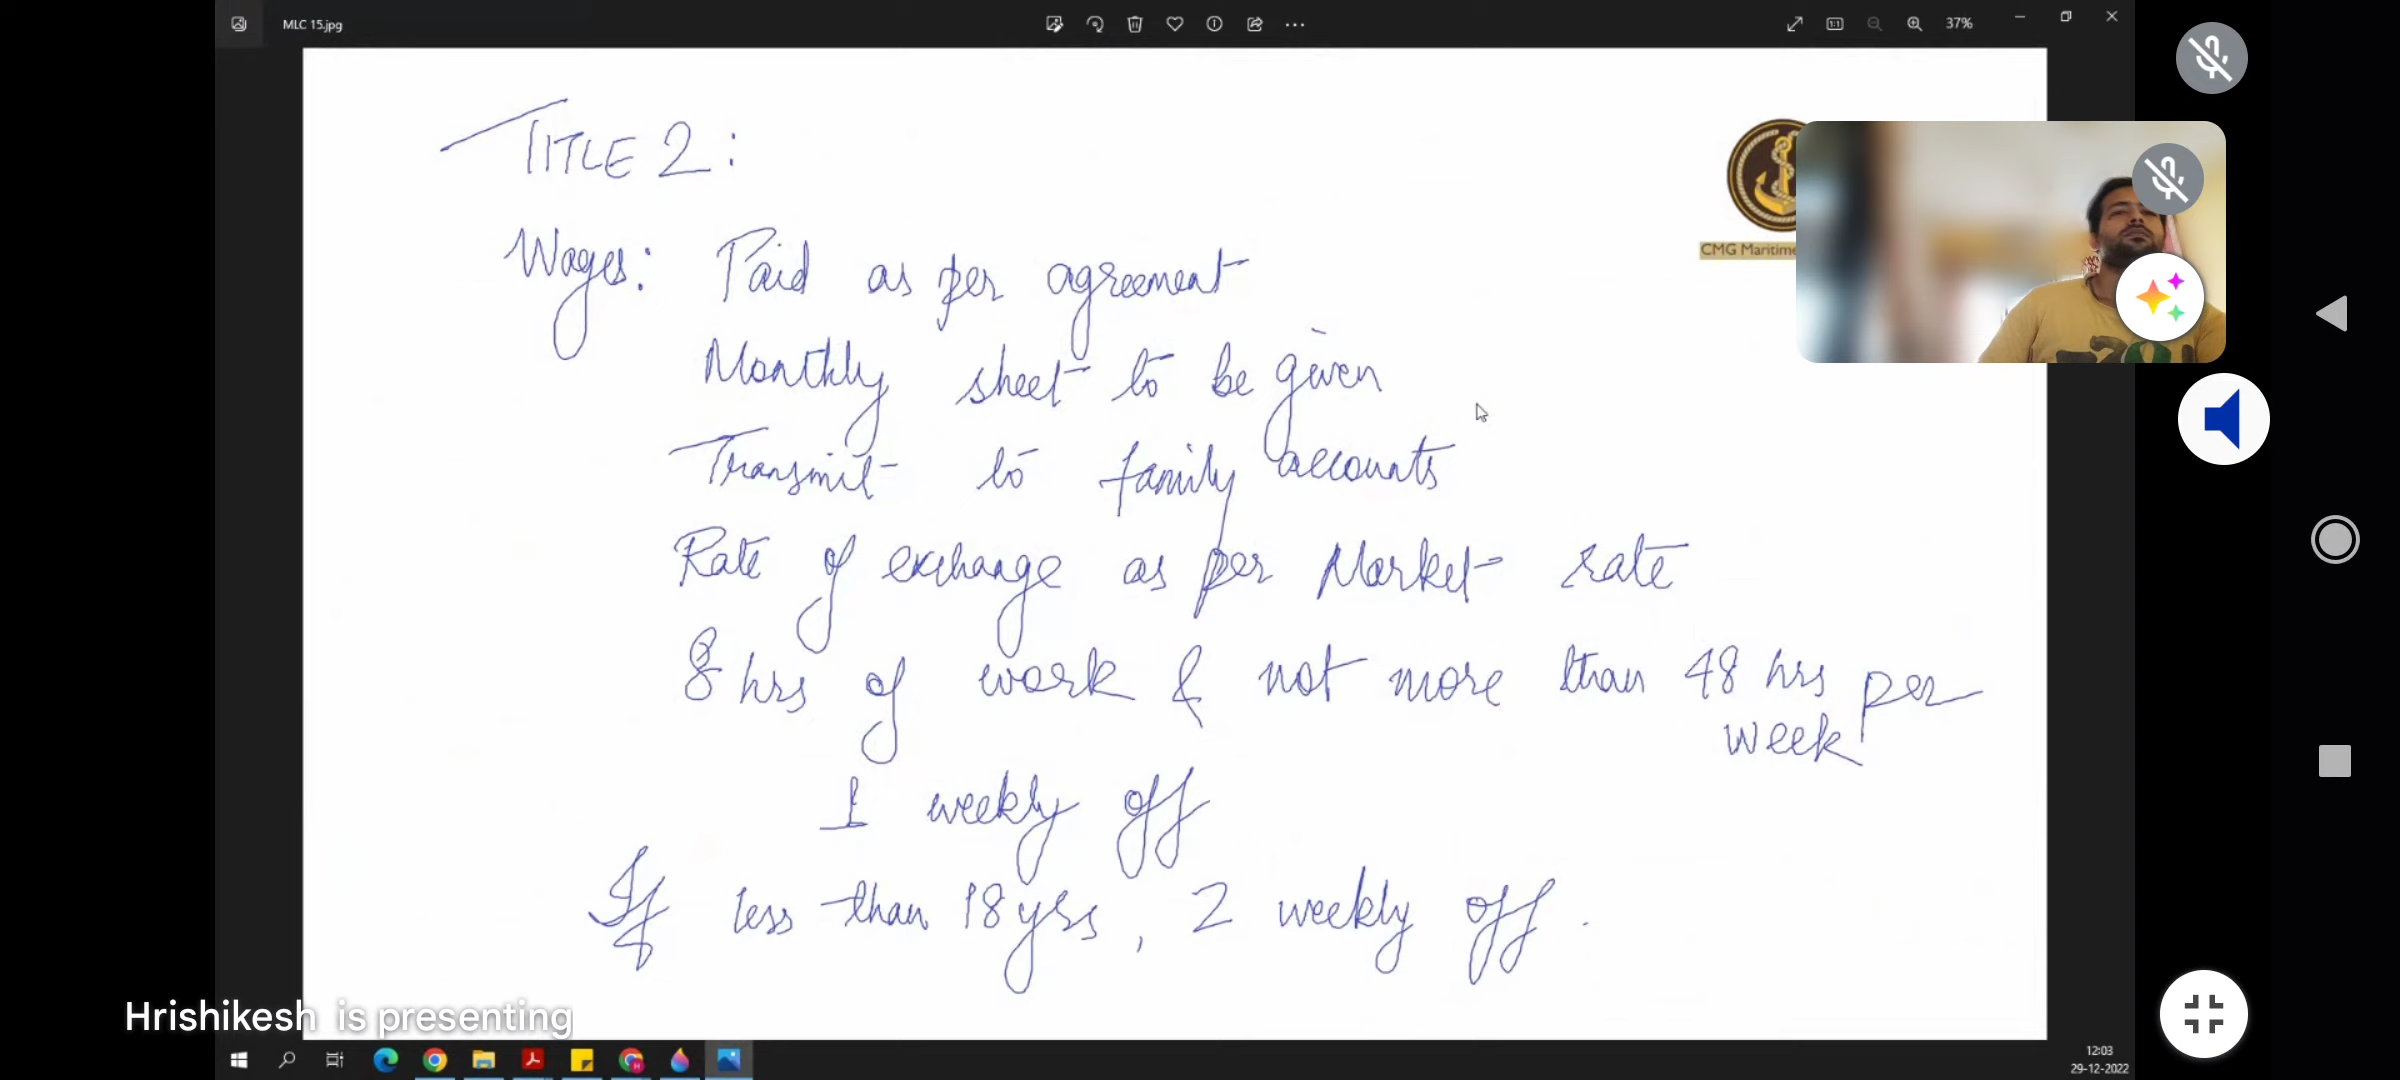 MLC 15.jpg
37%
TITLE 2:
CMG Maritime
Wages: Paid as per agreement
Monthly sheet to be given
Transmit to family accounts
Rate of exchange as per Market rate
8 hrs of work & not more than 48 hrs per
week
1 weekly off
If less than 18 yrs, 2 weekly off.
Hrishikesh is presenting
12:03
29-12-2022